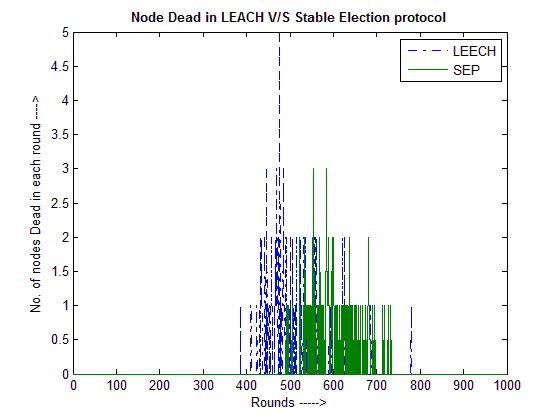 Node Dead in LEACH V/S Stable Election protocol
LEECH
SEP
No. of nodes Dead in each round ---->
5
4.5
4
3.5
3
2.5
2
1.5
1
0.5
0
0 100 200 300 400 500 600 700 800 900 1000
Rounds ----->